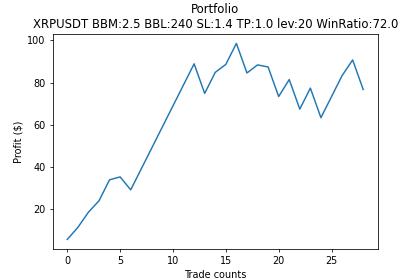 Portfolio
XRPUSDT BBM:2.5 BBL:240 SL:1.4 TP:1.0 lev:20 WinRatio:72.0
100
80
60
40
20
Profit ($)
0 5 10 15 20 25
Trade counts